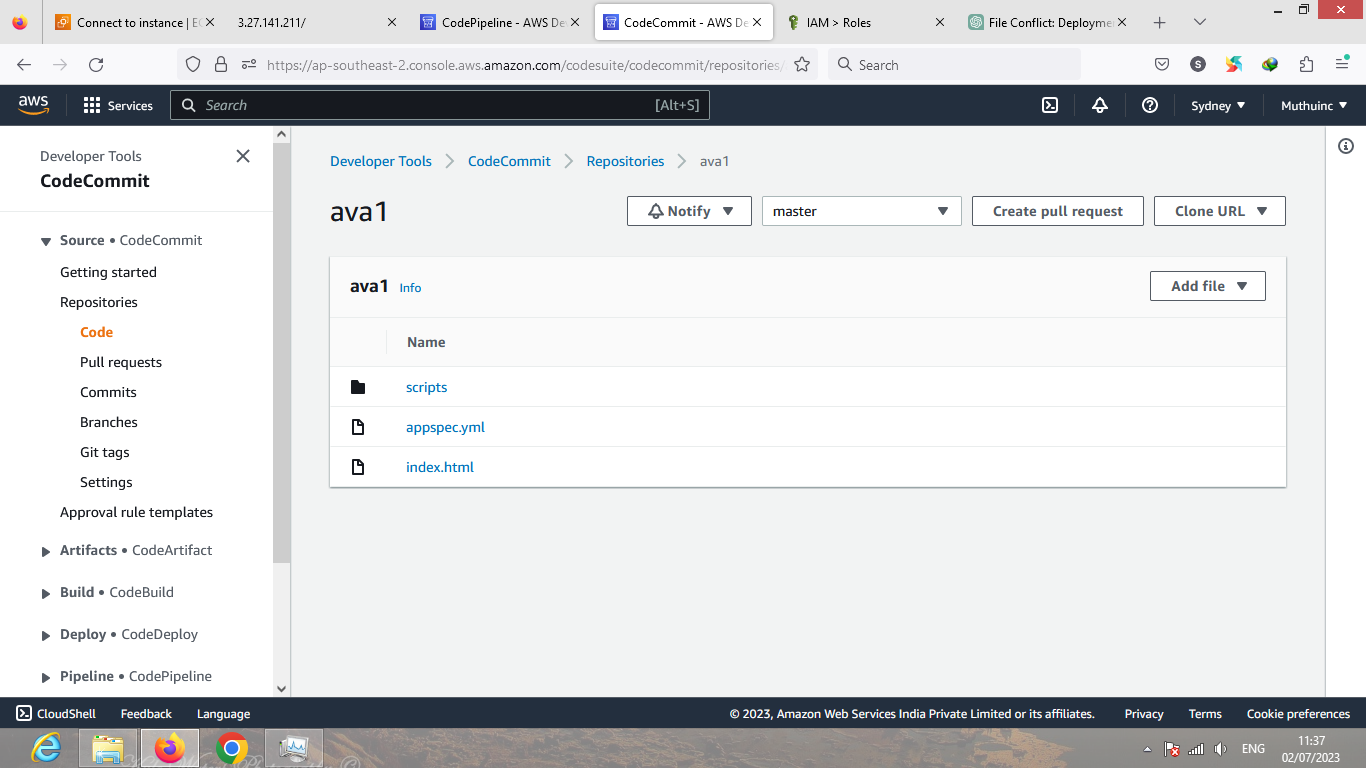 Connect to instance | EC
3.27.141.211/
CodePipeline - AWS De
CodeCommit - AWS De
IAM > Roles
File Conflict: Deployme
https://ap-southeast-2.console.aws.amazon.com/codesuite/codecommit/repositories/
Search
aws
Services
Search
[Alt+S]
Sydney
Muthuinc
Developer Tools
CodeCommit
Source • CodeCommit
Getting started
Repositories
Code
Pull requests
Commits
Branches
Git tags
Settings
Approval rule templates
Artifacts • CodeArtifact
Build • CodeBuild
Deploy • CodeDeploy
Pipeline • CodePipeline
Developer Tools
CodeCommit
Repositories
ava1
ava1
Notify
master
Create pull request
Clone URL
ava1
Info
Add file
Name
scripts
appspec.yml
index.html
CloudShell
Feedback
Language
© 2023, Amazon Web Services India Private Limited or its affiliates.
Privacy
Terms
Cookie preferences
ENG
11:37
02/07/2023